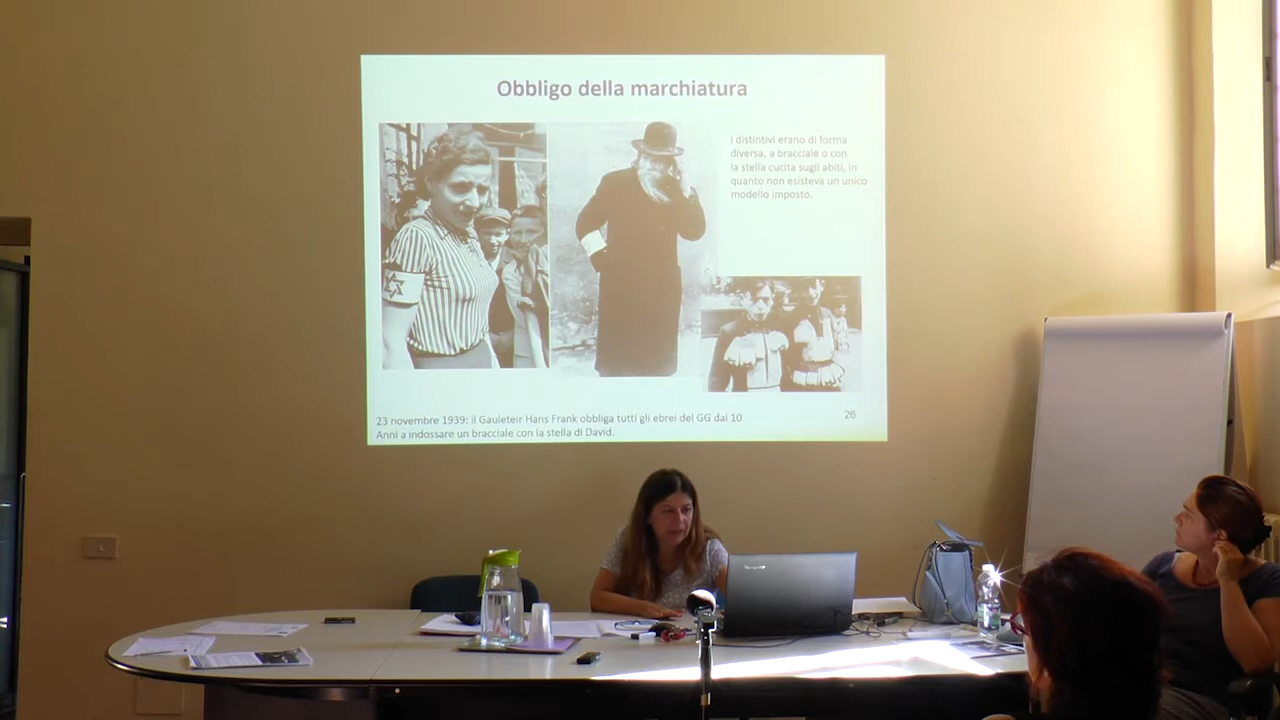 Obbligo della marchiatura
I distintivi erano di forma
diversa, a bracciale o con
la stella cucita sugli abiti, in
quanto non esisteva un unico
modello imposto.
23 novembre 1939: il Gauleteir Hans Frank obbliga tutti gli ebrei del GG dai 10
Anni a indossare un bracciale con la stella di David.
26
lenovo